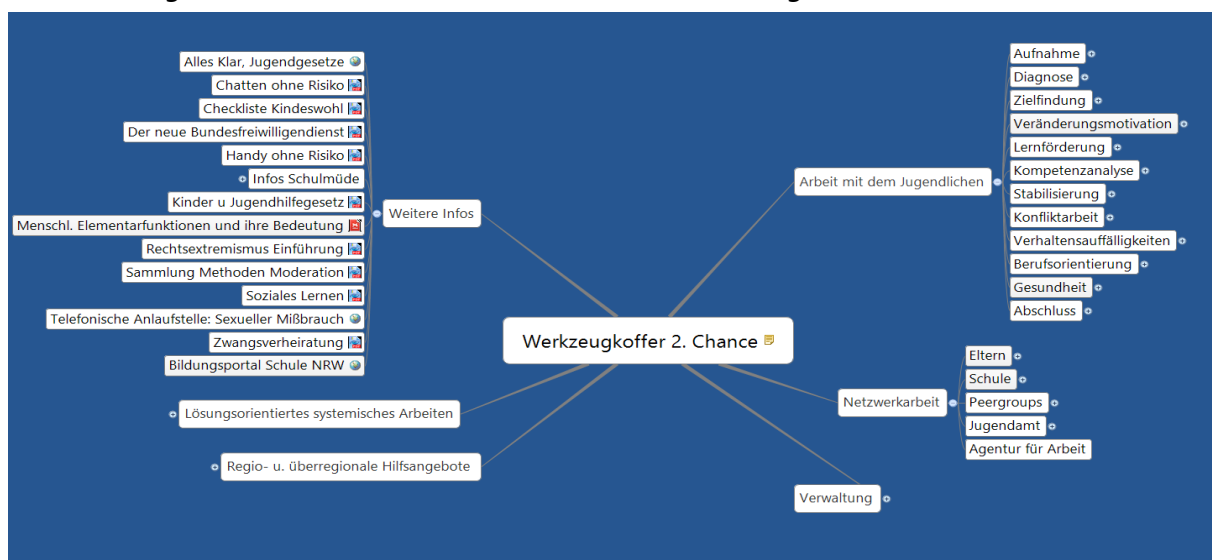 Alles Klar, Jugendgesetze
Chatten ohne Risiko
Checkliste Kindeswohl
Der neue Bundesfreiwilligendienst
Handy ohne Risiko
Infos Schulmüde
Kinder u Jugendhilfegesetz
Menschl. Elementarfunktionen und ihre Bedeutung
Rechtsextremismus Einführung
Sammlung Methoden Moderation
Soziales Lernen
Telefonische Anlaufstelle: Sexueller Mißbrauch
Zwangsverheiratung
Bildungsportal Schule NRW
Weitere Infos
Lösungsorientiertes systemisches Arbeiten
Regio- u. überregionale Hilfsangebote
Werkzeugkoffer 2. Chance
Arbeit mit dem Jugendlichen
Aufnahme
Diagnose
Zielfindung
Veränderungsmotivation
Lernförderung
Kompetenzanalyse
Stabilisierung
Konfliktarbeit
Verhaltensauffälligkeiten
Berufsorientierung
Gesundheit
Abschluss
Netzwerkarbeit
Eltern
Schule
Peergroups
Jugendamt
Agentur für Arbeit
Verwaltung